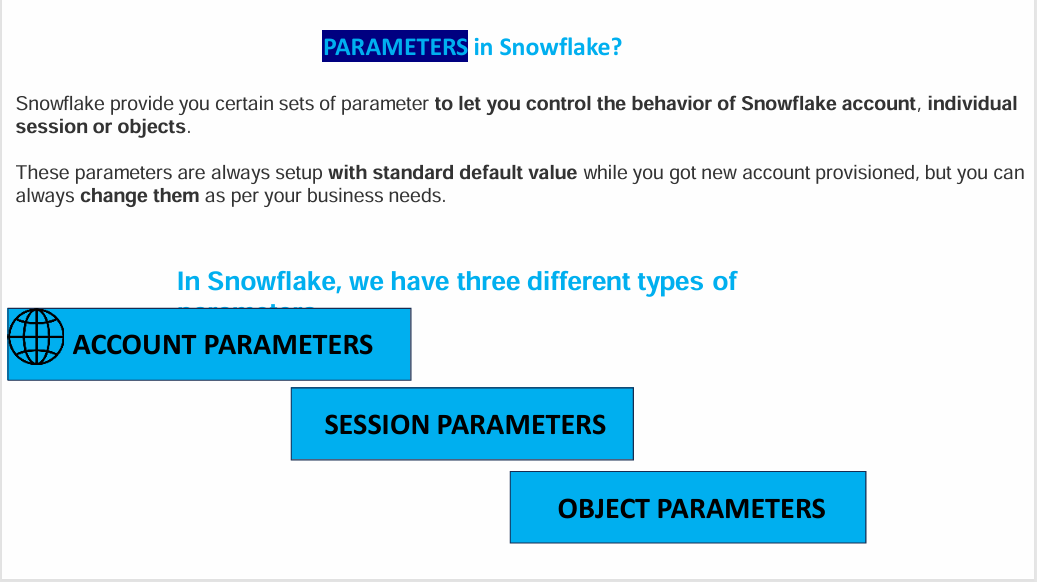 PARAMETERS in Snowflake?
Snowflake provide you certain sets of parameter to let you control the behavior of Snowflake account, individual
session or objects.
These parameters are always setup with standard default value while you got new account provisioned, but you can
always change them as per your business needs.
In Snowflake, we have three different types of
ACCOUNT PARAMETERS
SESSION PARAMETERS
OBJECT PARAMETERS